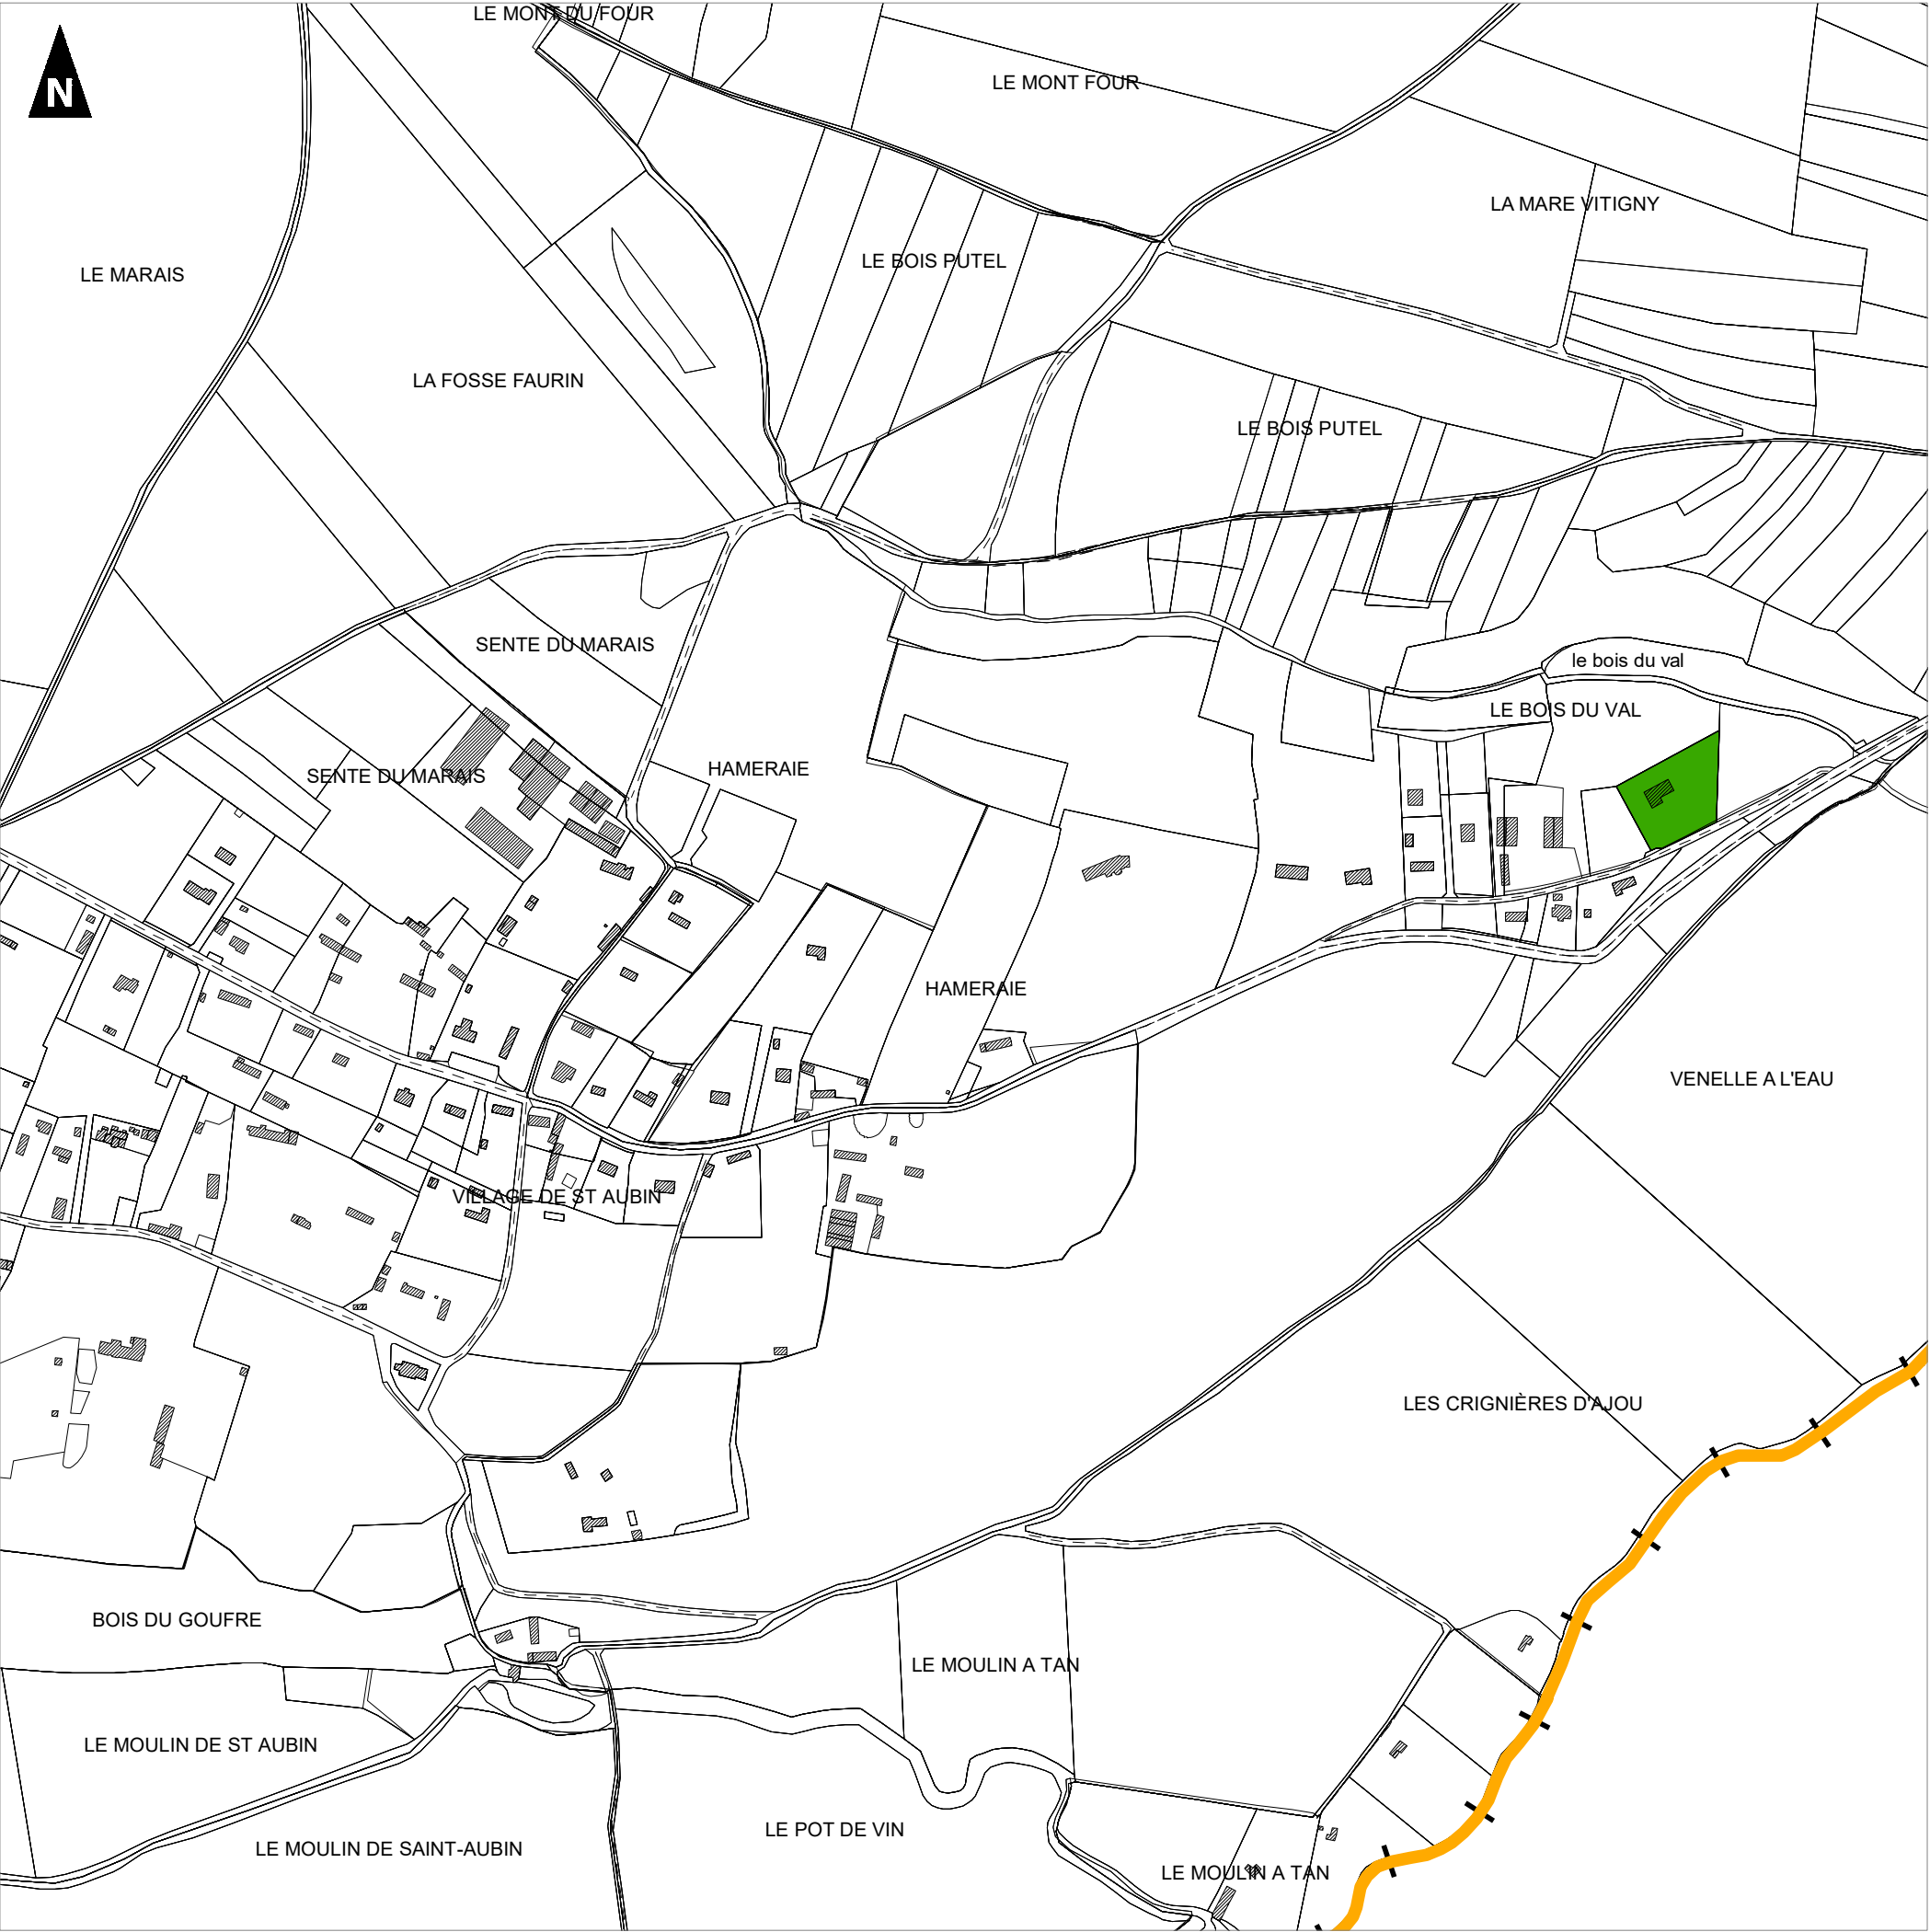 LE MONT DU FOUR
N
LE MONT FOUR
LA MARE VITIGNY
LE BOIS PUTEL
LE MARAIS
LA FOSSE FAURIN
LE BOIS PUTEL
SENTE DU MARAIS
le bois du val
LE BOIS DU VAL
HAMERAIE
SENTE DU MARAIS
HAMERAIE
VENELLE A L'EAU
VILLAGE DE ST AUBIN
LES CRIGNIÈRES D'AJOU
BOIS DU GOUFRE
LE MOULIN A TAN
LE MOULIN DE ST AUBIN
LE POT DE VIN
LE MOULIN DE SAINT-AUBIN
LE MOULIN A TAN